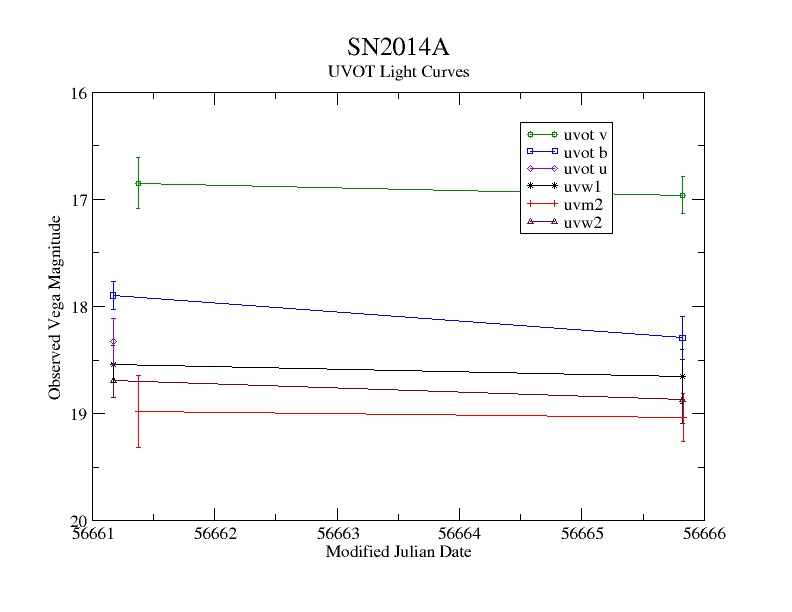 SN2014A
UVOT Light Curves
Observed Vega Magnitude
16
17
18
19
20
uvot v
uvot b
uvot u
uvw1
uvm2
uvw2
56661 56662 56663 56664 56665 56666
Modified Julian Date